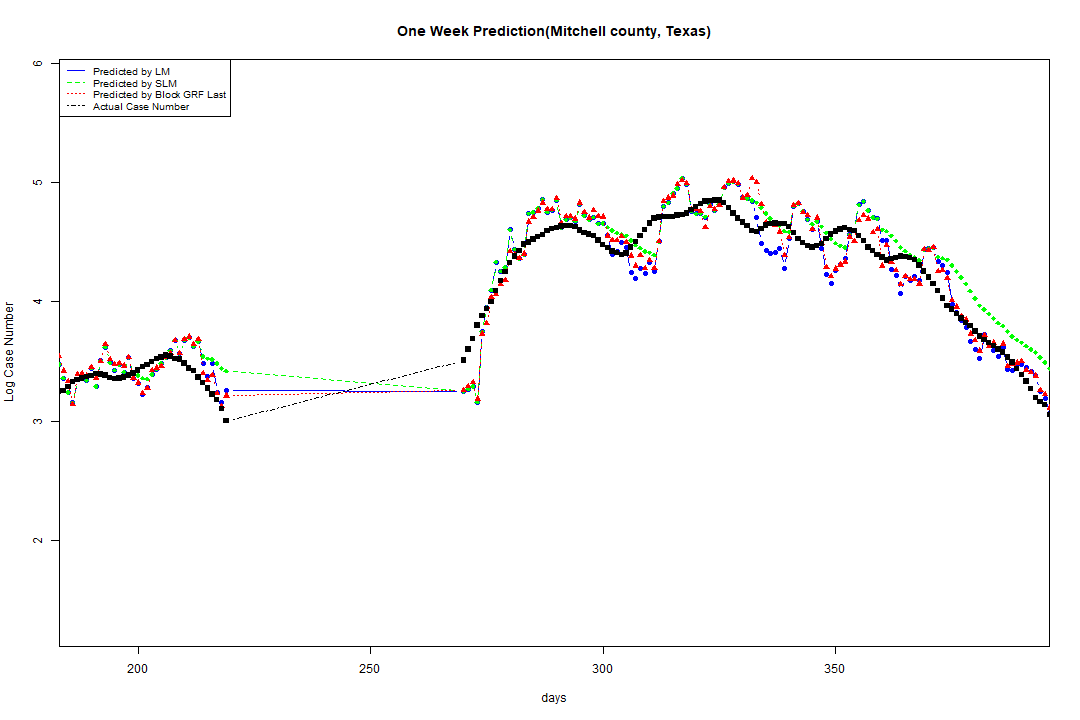 One Week Prediction(Mitchell county, Texas)
Predicted by LM
Predicted by SLM
Predicted by Block GRF Last
Actual Case Number
6
5
4
3
2
Log Case Number
200 250 300 350
days